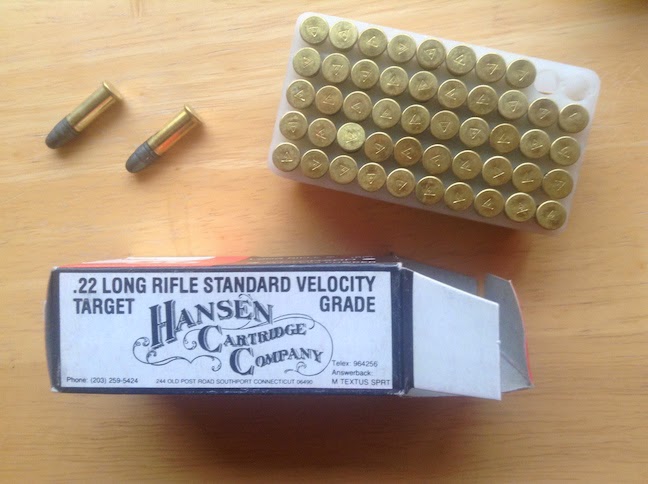 .22 LONG RIFLE STANDARD VELOCITY
TARGET GRADE
HANSEN
CARTRIDGE
COMPANY
Telex: 964256
Answerback:
M TEXTUS SPRT
Phone: (203) 259-5424
244 OLD POST ROAD SOUTHPORT CONNECTICUT 06490